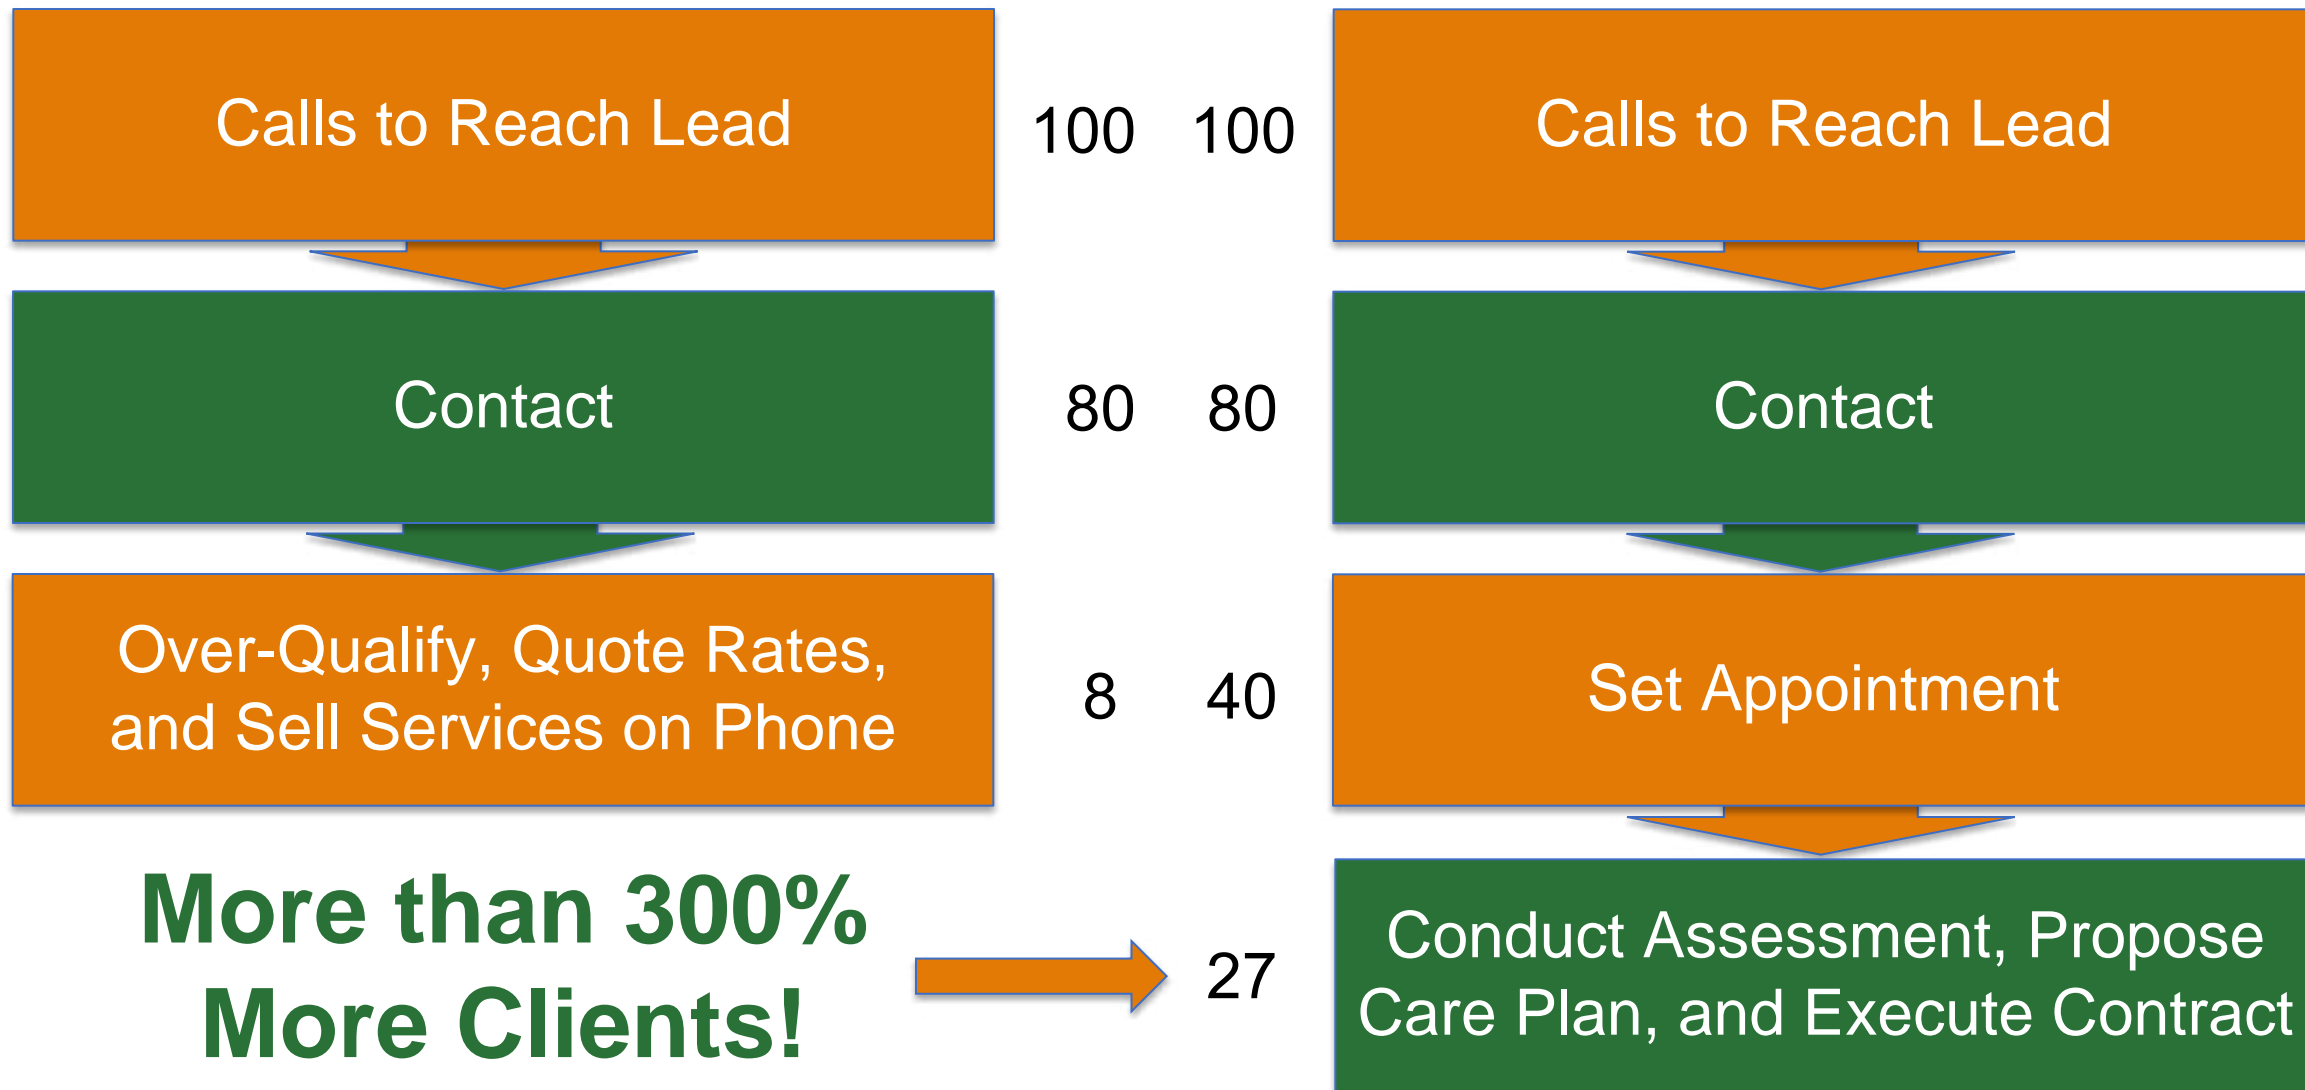 Calls to Reach Lead
100
100
Calls to Reach Lead
Contact
80
80
Contact
Over-Qualify, Quote Rates,
and Sell Services on Phone
8
40
Set Appointment
More than 300%
More Clients!
27
Conduct Assessment, Propose
Care Plan, and Execute Contract